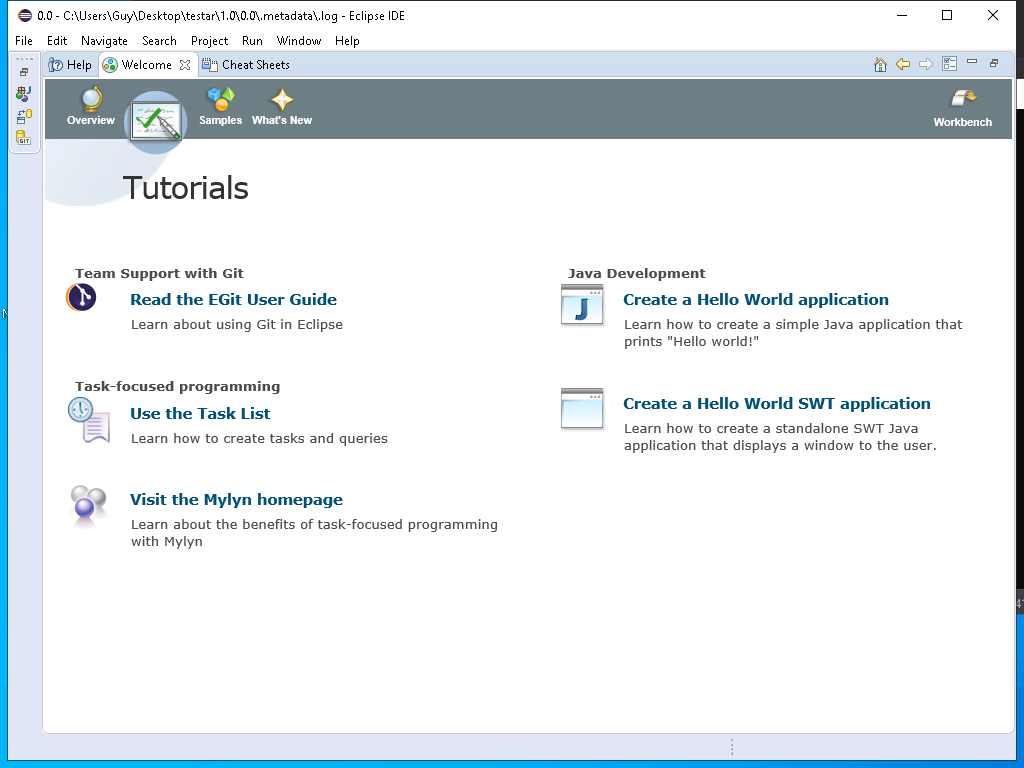 0.0 - C:\Users\Guy\Desktop\testar\1.0\0.0\.metadata\.log - Eclipse IDE
File Edit Navigate Search Project Run Window Help
Help Welcome Cheat Sheets
Overview Samples What's New Workbench
Tutorials
Team Support with Git
Read the EGit User Guide
Learn about using Git in Eclipse
Task-focused programming
Use the Task List
Learn how to create tasks and queries
Visit the Mylyn homepage
Learn about the benefits of task-focused programming
with Mylyn
Java Development
Create a Hello World application
Learn how to create a simple Java application that
prints "Hello world!"
Create a Hello World SWT application
Learn how to create a standalone SWT Java
application that displays a window to the user.
GIT